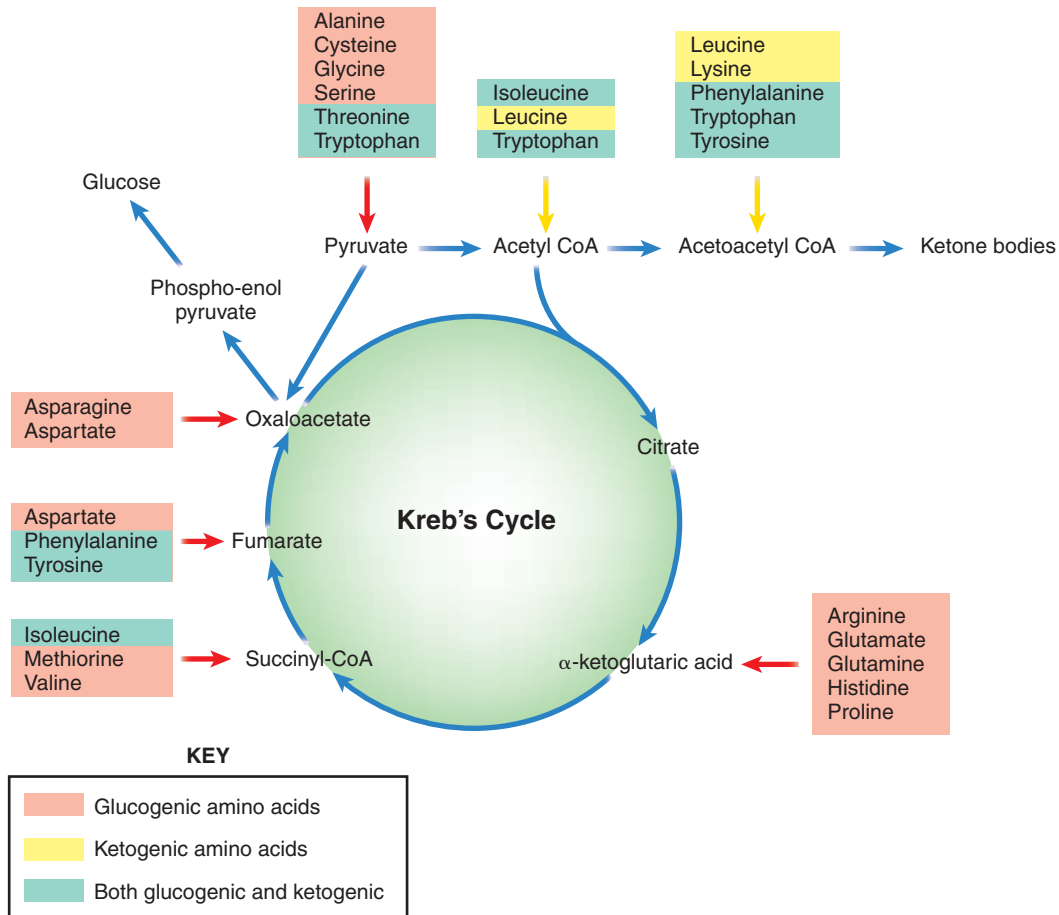 Alanine
Cysteine
Glycine
Serine
Threonine
Tryptophan
Isoleucine
Leucine
Tryptophan
Leucine
Lysine
Phenylalanine
Tryptophan
Tyrosine
Glucose
Pyruvate
Acetyl CoA
Acetoacetyl CoA
Ketone bodies
Phospho-enol
pyruvate
Asparagine
Aspartate
Oxaloacetate
Citrate
Kreb’s Cycle
Aspartate
Phenylalanine
Tyrosine
Fumarate
Isoleucine
Methiorine
Valine
Succinyl-CoA
α-ketoglutaric acid
Arginine
Glutamate
Glutamine
Histidine
Proline
KEY
Glucogenic amino acids
Ketogenic amino acids
Both glucogenic and ketogenic